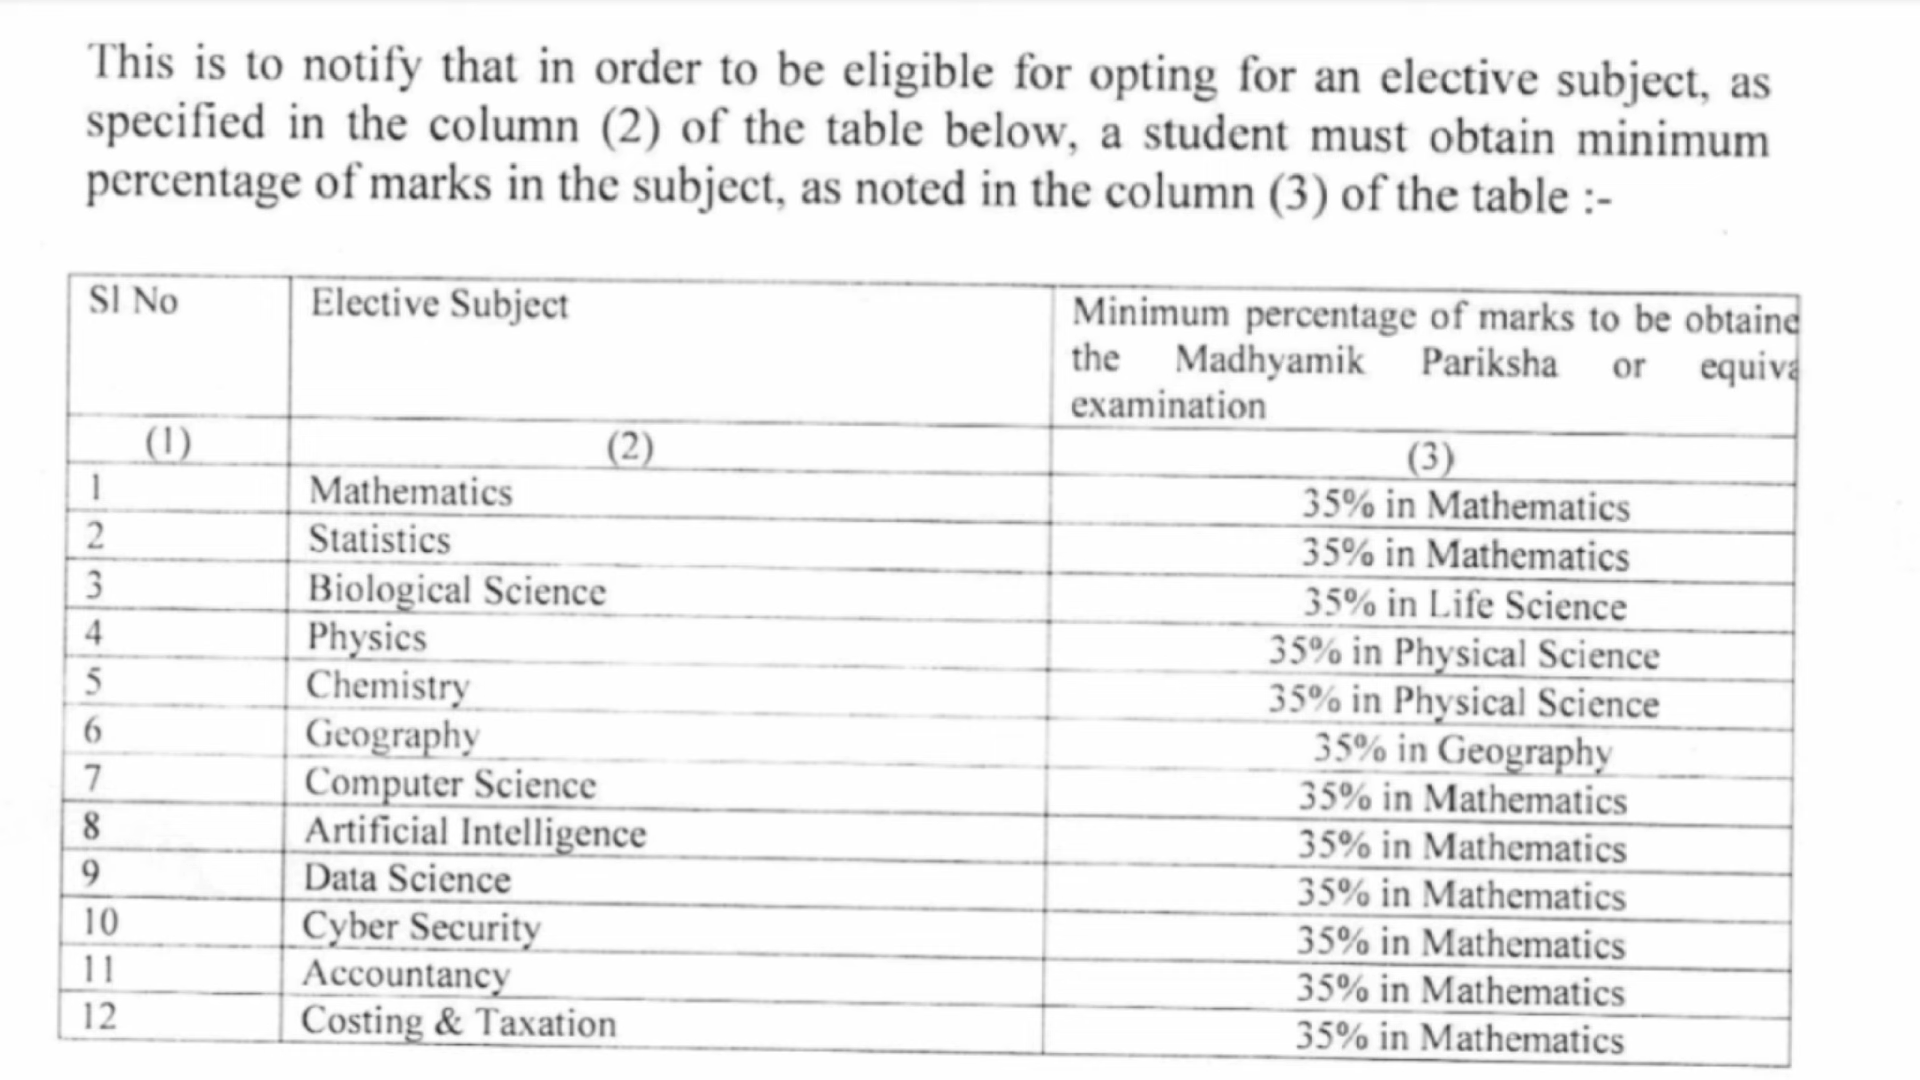 This is to notify that in order to be eligible for opting for an elective subject, as
specified in the column (2) of the table below, a student must obtain minimum
percentage of marks in the subject, as noted in the column (3) of the table :-
Sl No Elective Subject Minimum percentage of marks to be obtaine
the Madhyamik Pariksha or equiva
examination
(1) (2) (3)
1 Mathematics 35% in Mathematics
2 Statistics 35% in Mathematics
3 Biological Science 35% in Life Science
4 Physics 35% in Physical Science
5 Chemistry 35% in Physical Science
6 Geography 35% in Geography
7 Computer Science 35% in Mathematics
8 Artificial Intelligence 35% in Mathematics
9 Data Science 35% in Mathematics
10 Cyber Security 35% in Mathematics
11 Accountancy 35% in Mathematics
12 Costing & Taxation 35% in Mathematics